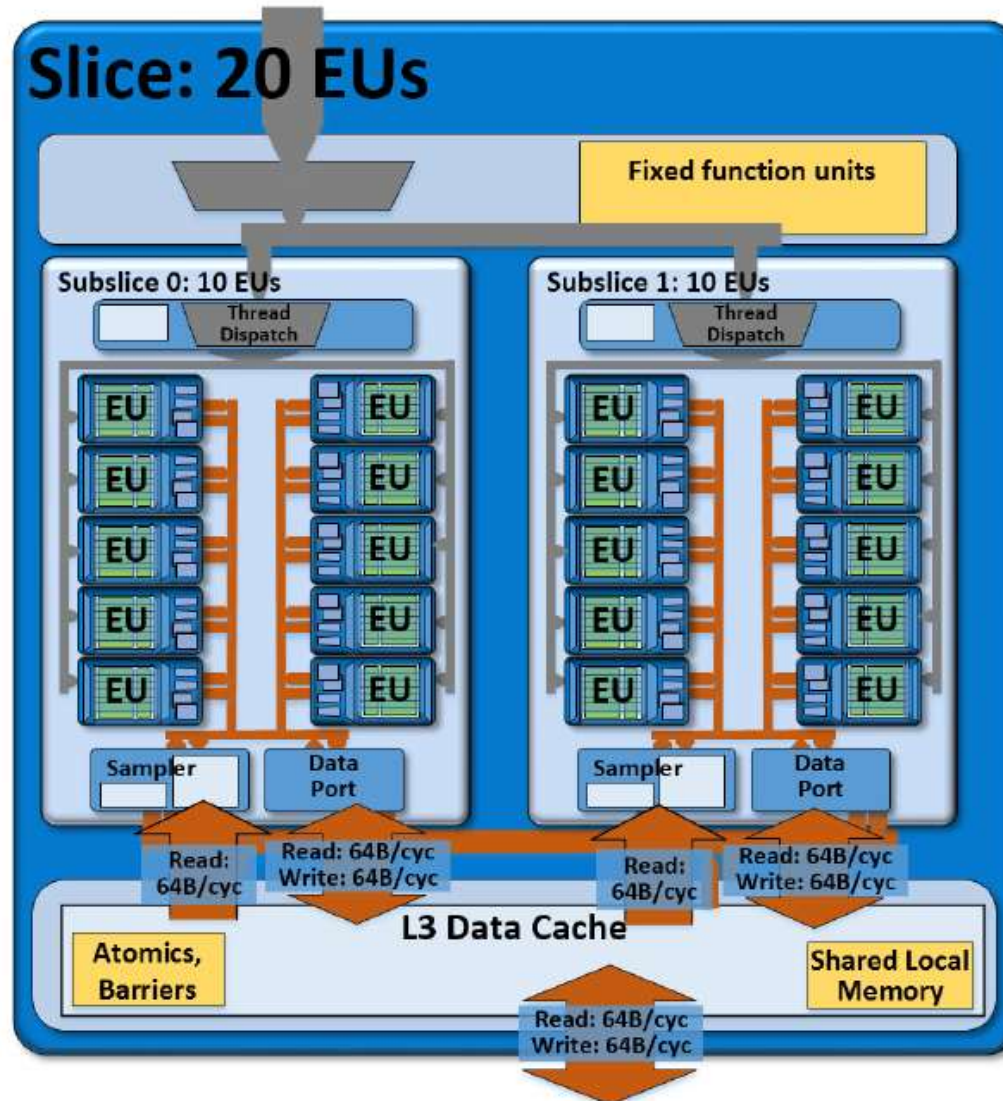 Slice: 20 EUs
Fixed function units
Subslice 0: 10 EUs
Thread
Dispatch
EU
EU
EU
EU
EU
EU
EU
EU
EU
EU
Sampler
Data
Port
Subslice 1: 10 EUs
Thread
Dispatch
EU
EU
EU
EU
EU
EU
EU
EU
EU
EU
Sampler
Data
Port
Read:
64B/cyc
Read: 64B/cyc
Write: 64B/cyc
Read:
64B/cyc
Read: 64B/cyc
Write: 64B/cyc
L3 Data Cache
Atomics,
Barriers
Shared Local
Memory
Read: 64B/cyc
Write: 64B/cyc